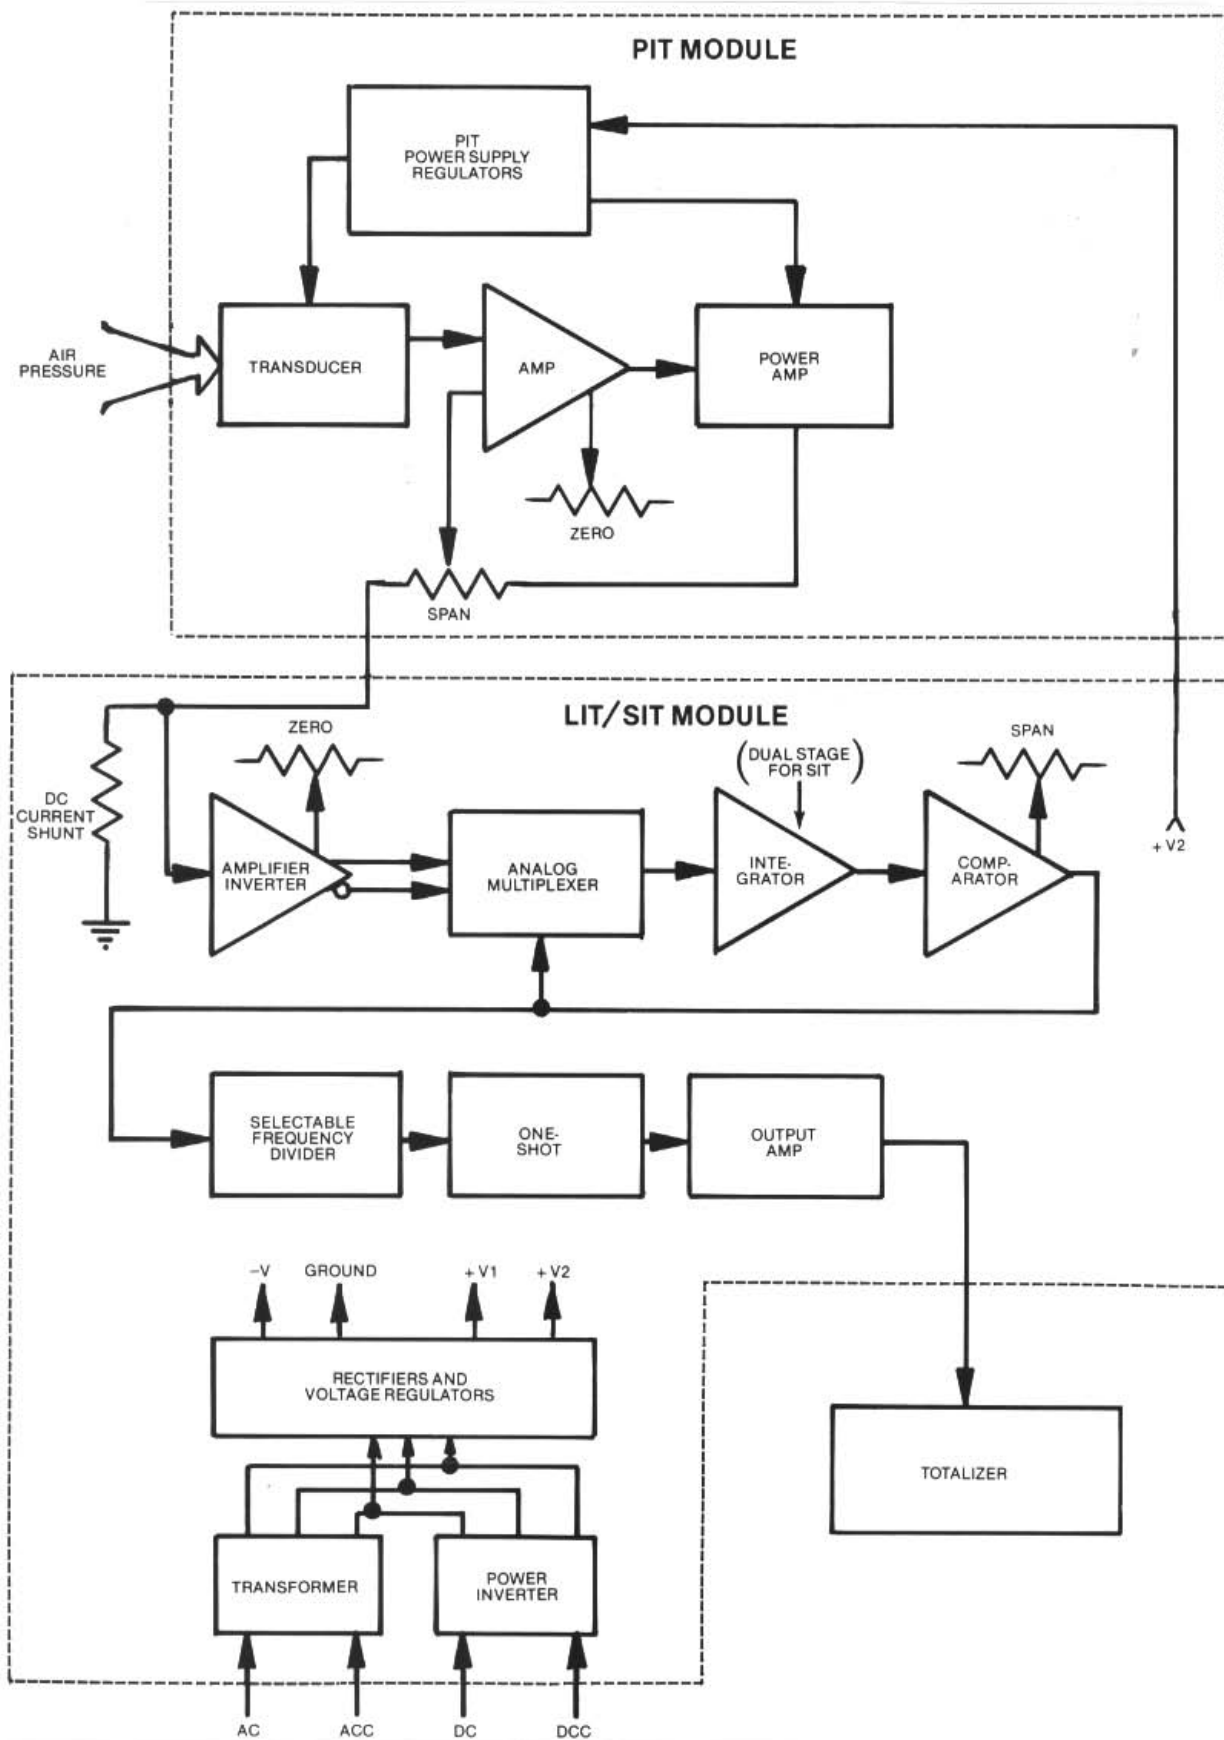 PIT MODULE
PIT
POWER SUPPLY
REGULATORS
AIR
PRESSURE
TRANSDUCER
AMP
POWER
AMP
ZERO
SPAN
LIT/SIT MODULE
ZERO
(DUAL STAGE
FOR SIT)
SPAN
DC
CURRENT
SHUNT
AMPLIFIER
INVERTER
ANALOG
MULTIPLEXER
INTE-
GRATOR
COMP-
ARATOR
+V2
SELECTABLE
FREQUENCY
DIVIDER
ONE-
SHOT
OUTPUT
AMP
-V
GROUND
+V1
+V2
RECTIFIERS AND
VOLTAGE REGULATORS
TOTALIZER
TRANSFORMER
POWER
INVERTER
AC
ACC
DC
DCC